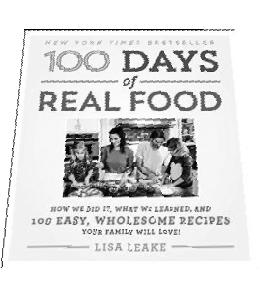 NEW YORK TIMES BESTSELLER
100 DAYS
of
REAL FOOD
HOW WE DID IT, WHAT WE LEARNED, AND
100 EASY, WHOLESOME RECIPES
YOUR FAMILY WILL LOVE!
LISA LEAKE